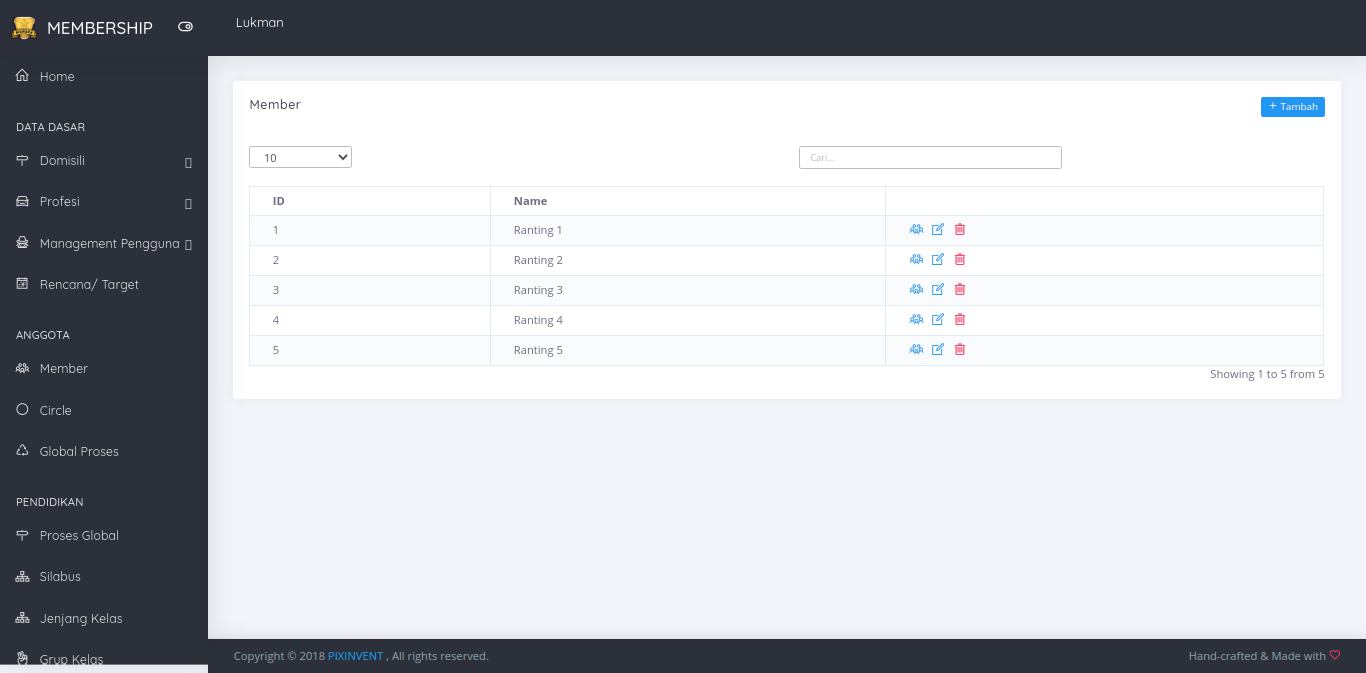 MEMBERSHIP
Lukman
Home
DATA DASAR
Domisili
Profesi
Management Pengguna
Rencana/ Target
ANGGOTA
Member
Circle
Global Proses
PENDIDIKAN
Proses Global
Silabus
Jenjang Kelas
Grup Kelas
Member
+ Tambah
10
Cari...
ID Name
1 Ranting 1
2 Ranting 2
3 Ranting 3
4 Ranting 4
5 Ranting 5
Showing 1 to 5 from 5
Copyright © 2018 PIXINVENT , All rights reserved.
Hand-crafted & Made with